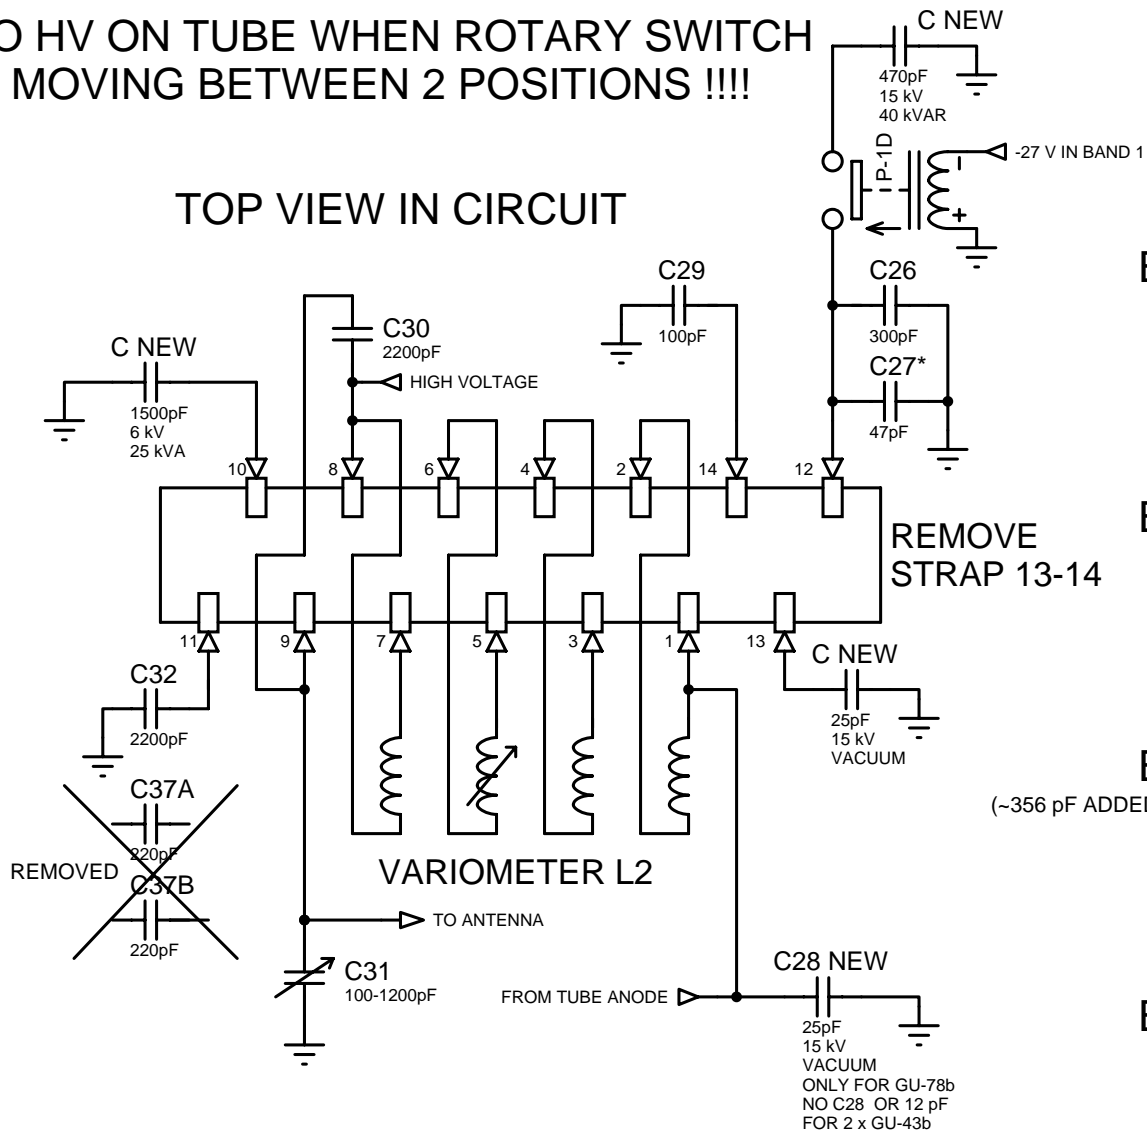 O HV ON TUBE WHEN ROTARY SWITCH
MOVING BETWEEN 2 POSITIONS !!!!
C NEW
470pF
15 kV
40 kVAR
P-1D
-
+
-27 V IN BAND 1
TOP VIEW IN CIRCUIT
C30
2200pF
HIGH VOLTAGE
C29
100pF
C26
300pF
C27*
47pF
C NEW
1500pF
6 kV
25 kVA
10
8
6
4
2
14
12
REMOVE
STRAP 13-14
11
9
7
5
3
1
13
C32
2200pF
C NEW
25pF
15 kV
VACUUM
(~356 pF ADDED
C37A
220pF
REMOVED
C37B
220pF
VARIOMETER L2
TO ANTENNA
C31
100-1200pF
FROM TUBE ANODE
C28 NEW
25pF
15 kV
VACUUM
ONLY FOR GU-78b
NO C28 OR 12 pF
FOR 2 x GU-43b